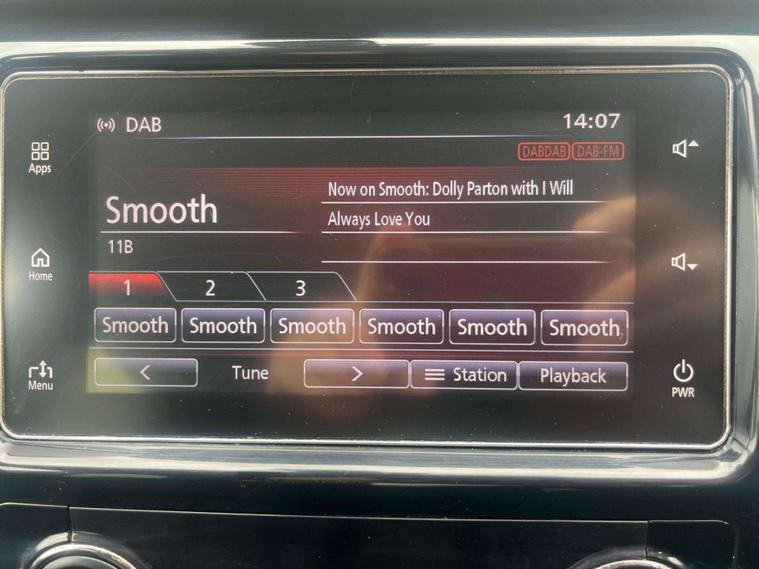 DAB
14:07
DABDAB DAB-FM
Apps
Now on Smooth: Dolly Parton with I Will
Smooth
Always Love You
11B
Home
1 2 3
Smooth Smooth Smooth Smooth Smooth Smooth
Menu
< Tune > Station Playback
PWR